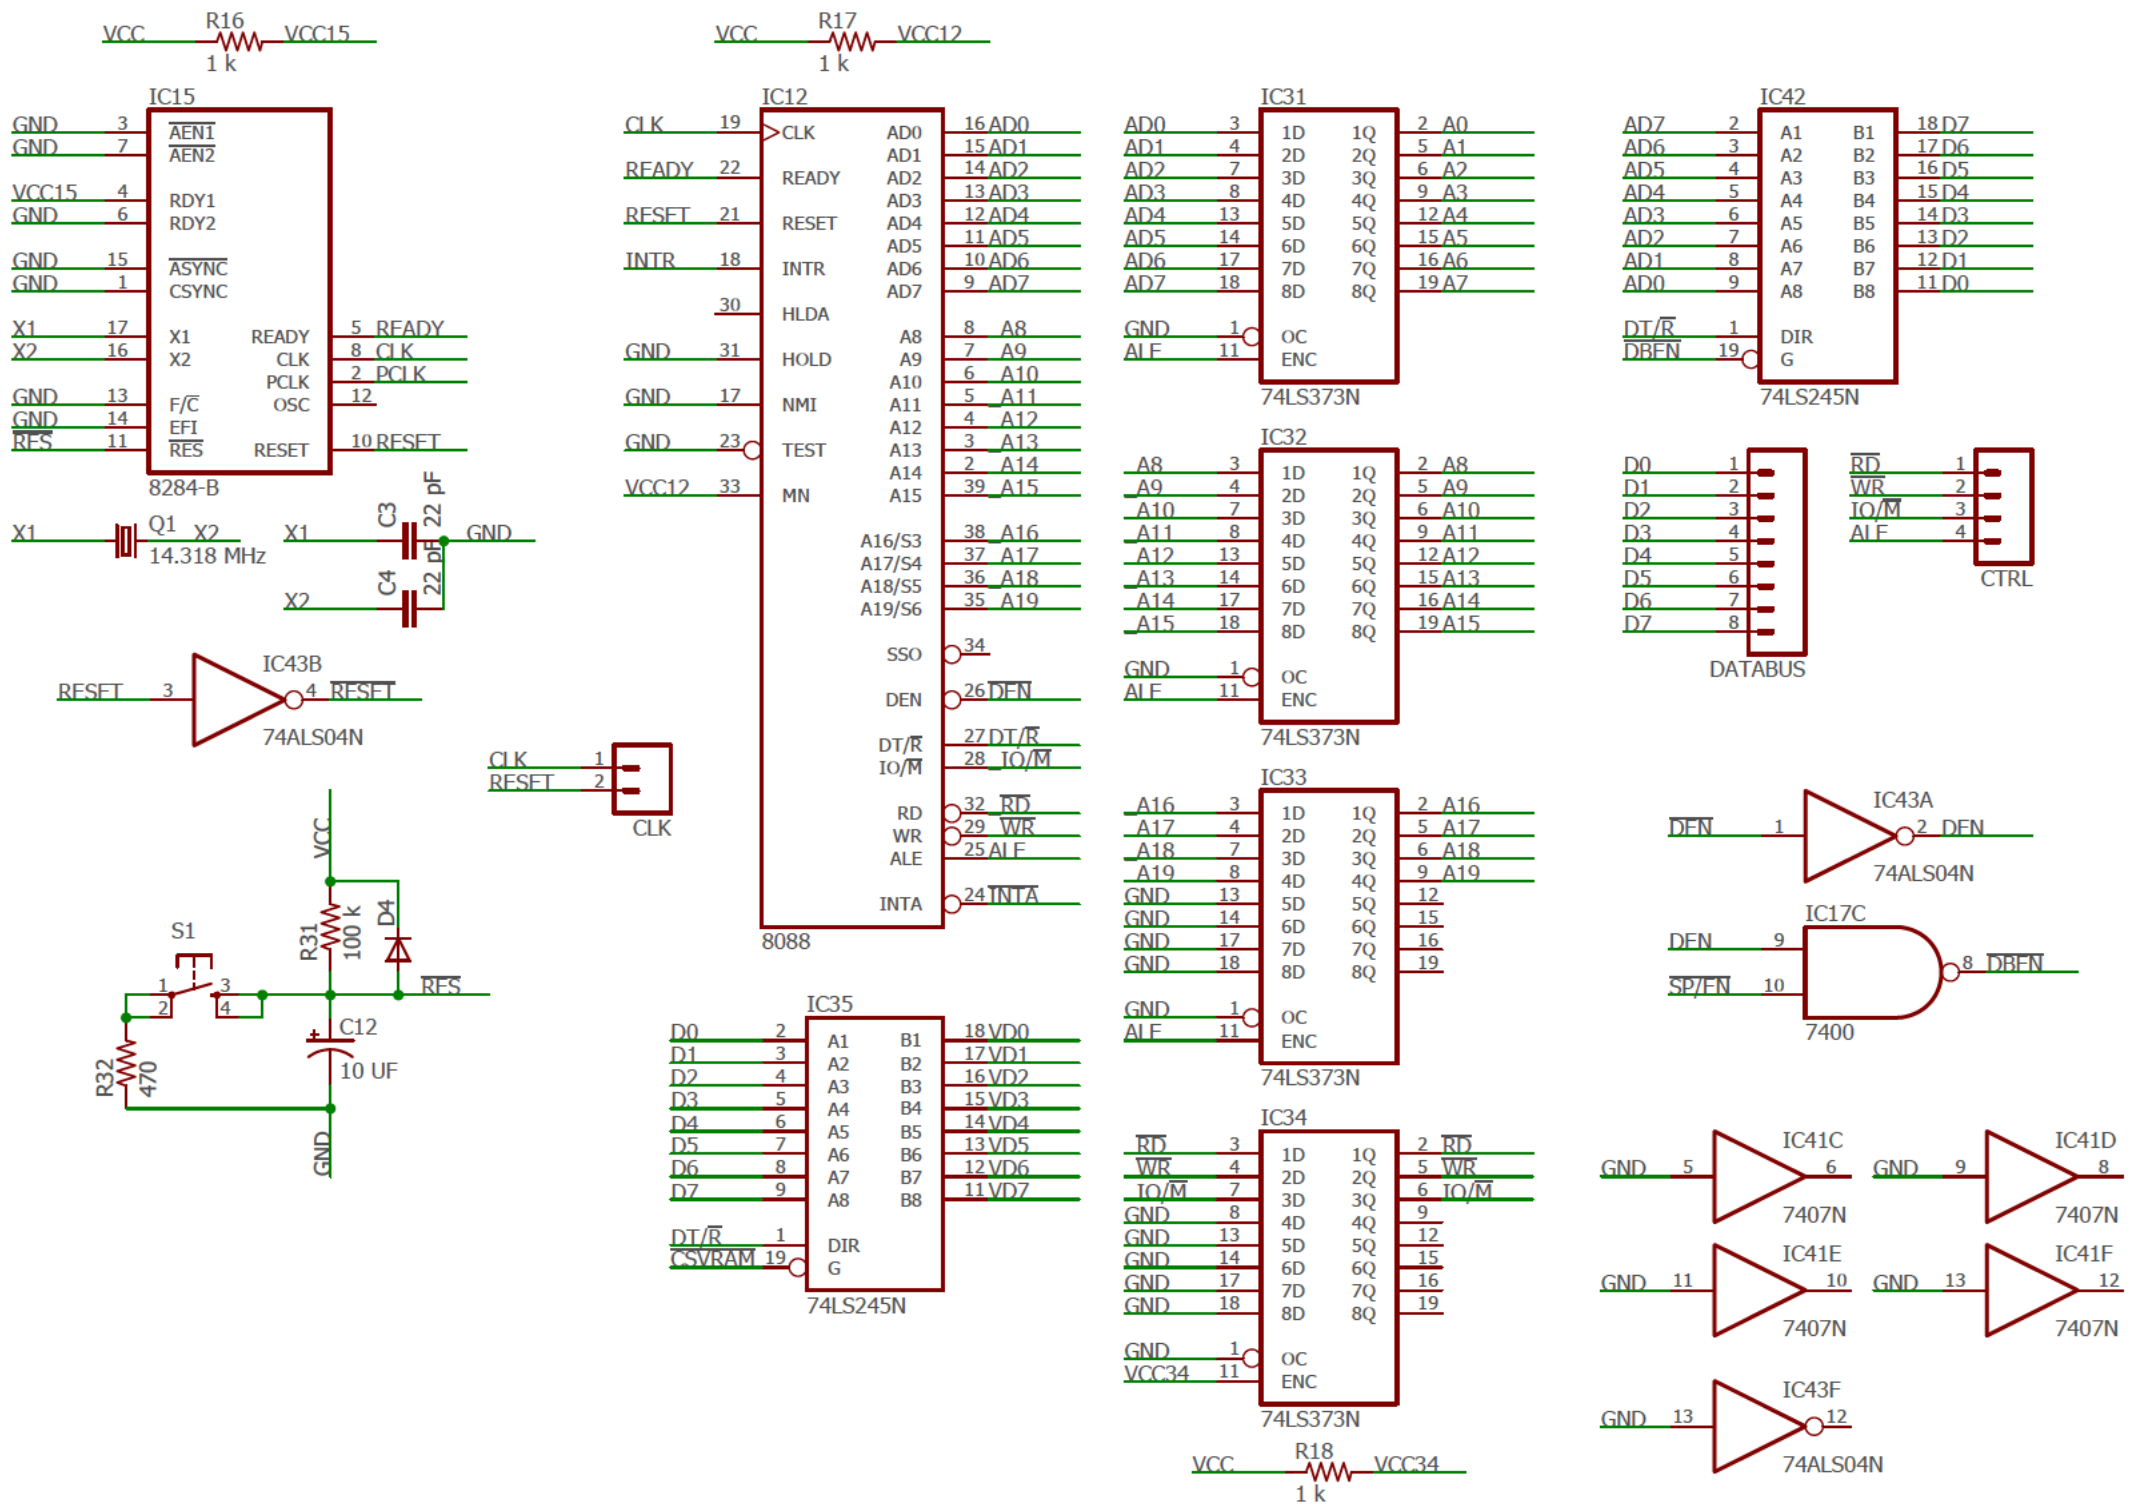 VCC R16 VCC15
1 k
IC15
GND 3 AEN1
GND 7 AEN2
VCC15 4 RDY1
GND 6 RDY2
GND 15 ASYNC
GND 1 CSYNC
X1 17 X1 READY 5 READY
X2 16 X2 CLK 8 CLK
PCLK 2 PCLK
GND 13 F/C OSC 12
GND 14 EFI
RES 11 RES RESET 10 RESET
8284-B
X1 Q1 X2
14.318 MHz
X1 C3 22 pF GND
X2 C4 22 pF
IC43B
RESET 3 4 RESET
74ALS04N
CLK 1
RESET 2
CLK
VCC
R31 100 k
D4
S1
1 3
2 4
RES
C12
10 UF
+
R32 470
GND
VCC R17 VCC12
1 k
IC12
CLK 19 CLK AD0 16 AD0
AD1 15 AD1
READY 22 READY AD2 14 AD2
AD3 13 AD3
RESET 21 RESET AD4 12 AD4
AD5 11 AD5
INTR 18 INTR AD6 10 AD6
AD7 9 AD7
30 HLDA
A8 8 _A8
GND 31 HOLD A9 7 _A9
A10 6 _A10
GND 17 NMI A11 5 _A11
A12 4 _A12
GND 23 TEST A13 3 _A13
A14 2 _A14
VCC12 33 MN A15 39 _A15
A16/S3 38 _A16
A17/S4 37 _A17
A18/S5 36 _A18
A19/S6 35 _A19
SSO 34
DEN 26 DEN
DT/R 27 DT/R
IO/M 28 _IO/M
RD 32 _RD
WR 29 _WR
ALE 25 ALE
INTA 24 INTA
8088
IC35
D0 2 A1 B1 18 VD0
D1 3 A2 B2 17 VD1
D2 4 A3 B3 16 VD2
D3 5 A4 B4 15 VD3
D4 6 A5 B5 14 VD4
D5 7 A6 B6 13 VD5
D6 8 A7 B7 12 VD6
D7 9 A8 B8 11 VD7
DT/R 1 DIR
CSVRAM 19 G
74LS245N
IC31
AD0 3 1D 1Q 2 A0
AD1 4 2D 2Q 5 A1
AD2 7 3D 3Q 6 A2
AD3 8 4D 4Q 9 A3
AD4 13 5D 5Q 12 A4
AD5 14 6D 6Q 15 A5
AD6 17 7D 7Q 16 A6
AD7 18 8D 8Q 19 A7
GND 1 OC
ALE 11 ENC
74LS373N
IC32
_A8 3 1D 1Q 2 A8
_A9 4 2D 2Q 5 A9
_A10 7 3D 3Q 6 A10
_A11 8 4D 4Q 9 A11
_A12 13 5D 5Q 12 A12
_A13 14 6D 6Q 15 A13
_A14 17 7D 7Q 16 A14
_A15 18 8D 8Q 19 A15
GND 1 OC
ALE 11 ENC
74LS373N
IC33
_A16 3 1D 1Q 2 A16
_A17 4 2D 2Q 5 A17
_A18 7 3D 3Q 6 A18
_A19 8 4D 4Q 9 A19
GND 13 5D 5Q 12
GND 14 6D 6Q 15
GND 17 7D 7Q 16
GND 18 8D 8Q 19
GND 1 OC
ALE 11 ENC
74LS373N
IC34
_RD 3 1D 1Q 2 RD
_WR 4 2D 2Q 5 WR
_IO/M 7 3D 3Q 6 IO/M
GND 8 4D 4Q 9
GND 13 5D 5Q 12
GND 14 6D 6Q 15
GND 17 7D 7Q 16
GND 18 8D 8Q 19
GND 1 OC
VCC34 11 ENC
74LS373N
VCC R18 VCC34
1 k
IC42
AD7 2 A1 B1 18 D7
AD6 3 A2 B2 17 D6
AD5 4 A3 B3 16 D5
AD4 5 A4 B4 15 D4
AD3 6 A5 B5 14 D3
AD2 7 A6 B6 13 D2
AD1 8 A7 B7 12 D1
AD0 9 A8 B8 11 D0
DT/R 1 DIR
DBEN 19 G
74LS245N
D0 1
D1 2
D2 3
D3 4
D4 5
D5 6
D6 7
D7 8
DATABUS
RD 1
WR 2
IO/M 3
ALE 4
CTRL
IC43A
DEN 1 2 DEN
74ALS04N
IC17C
DEN 9
8 DBEN
SP/EN 10
7400
IC41C
GND 5 6
7407N
IC41D
GND 9 8
7407N
IC41E
GND 11 10
7407N
IC41F
GND 13 12
7407N
IC43F
GND 13 12
74ALS04N